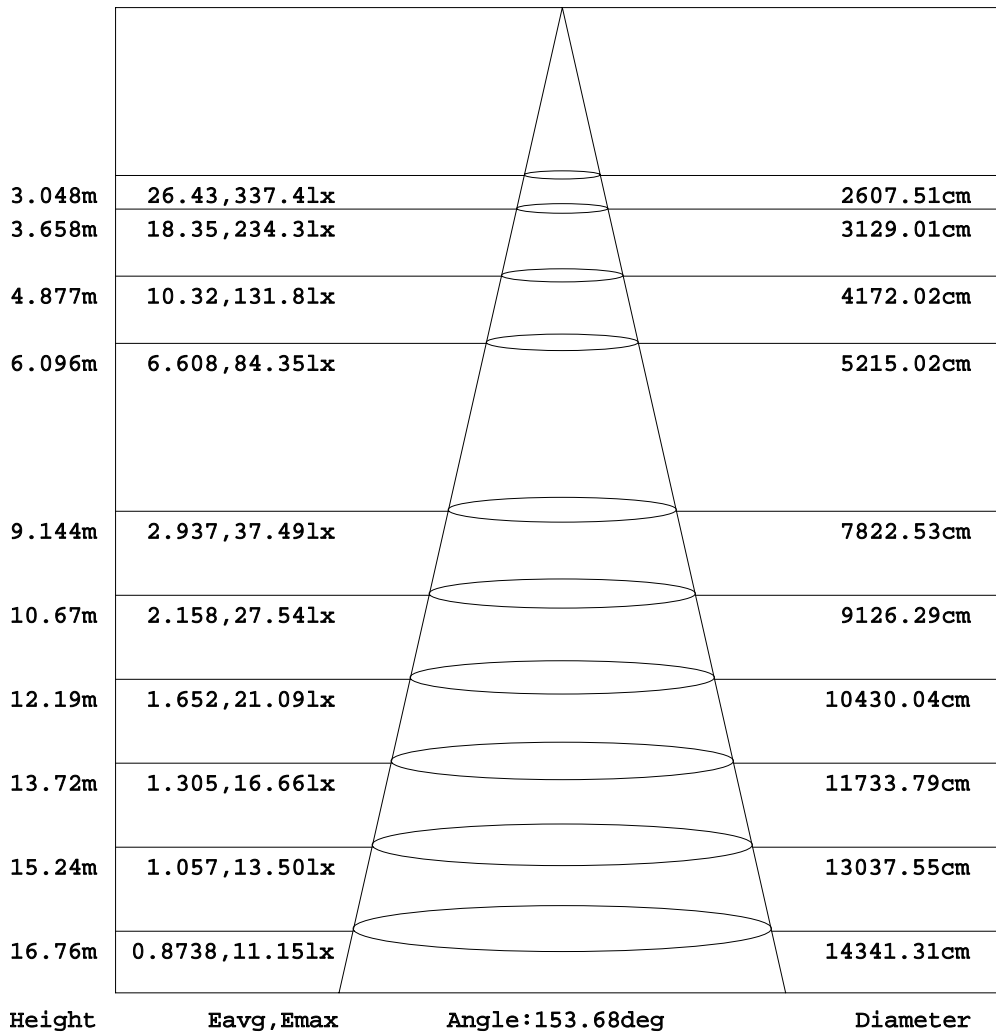 3.048m 26.43,337.4lx 2607.51cm
3.658m 18.35,234.3lx 3129.01cm
4.877m 10.32,131.8lx 4172.02cm
6.096m 6.608,84.35lx 5215.02cm
9.144m 2.937,37.49lx 7822.53cm
10.67m 2.158,27.54lx 9126.29cm
12.19m 1.652,21.09lx 10430.04cm
13.72m 1.305,16.66lx 11733.79cm
15.24m 1.057,13.50lx 13037.55cm
16.76m 0.8738,11.15lx 14341.31cm
Height Eavg,Emax Angle:153.68deg Diameter